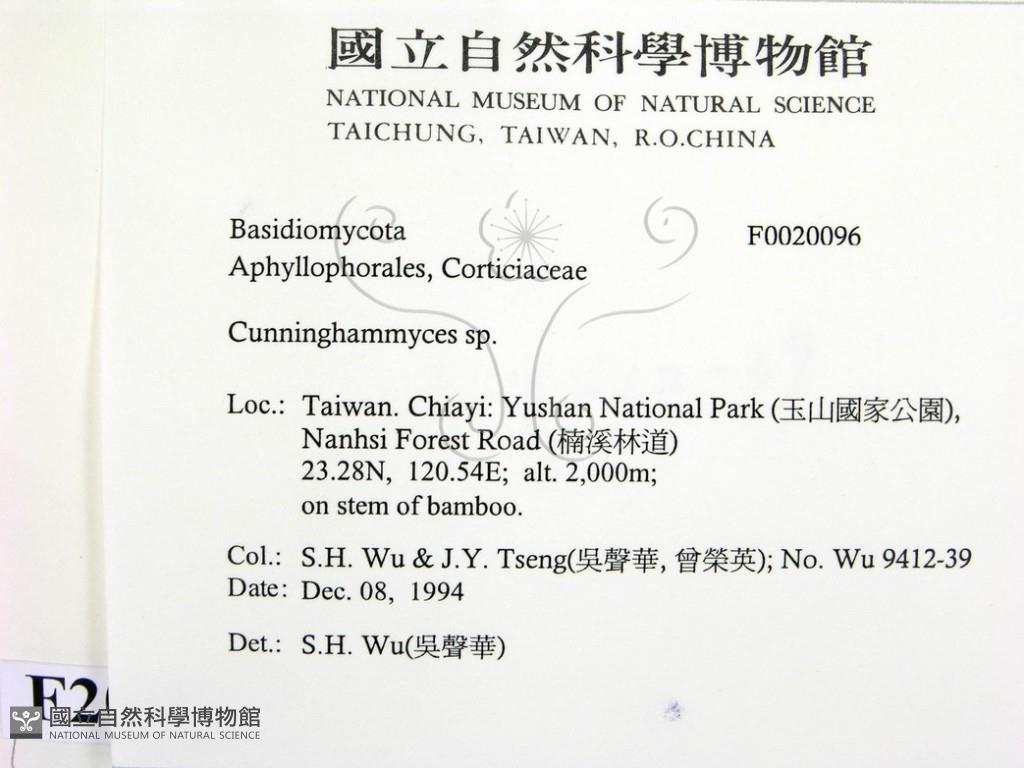 國立自然科學博物館
NATIONAL MUSEUM OF NATURAL SCIENCE
TAICHUNG, TAIWAN, R.O.CHINA
Basidiomycota F0020096
Aphyllophorales, Corticiaceae
Cunninghammyces sp.
Loc.: Taiwan. Chiayi: Yushan National Park (玉山國家公園),
Nanhsi Forest Road (楠溪林道)
23.28N, 120.54E; alt. 2,000m;
on stem of bamboo.
Col.: S.H. Wu & J.Y. Tseng(吳聲華, 曾榮英); No. Wu 9412-39
Date: Dec. 08, 1994
Det.: S.H. Wu(吳聲華)
F2
國立自然科學博物館
NATIONAL MUSEUM OF NATURAL SCIENCE